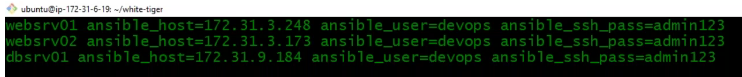 ubuntu@ip-172-31-6-19: ~/white-tiger
websrv01 ansible_host=172.31.3.248 ansible_user=devops ansible_ssh_pass=admin123
websrv02 ansible_host=172.31.3.173 ansible_user=devops ansible_ssh_pass=admin123
dbsrv01 ansible_host=172.31.9.184 ansible_user=devops ansible_ssh_pass=admin123